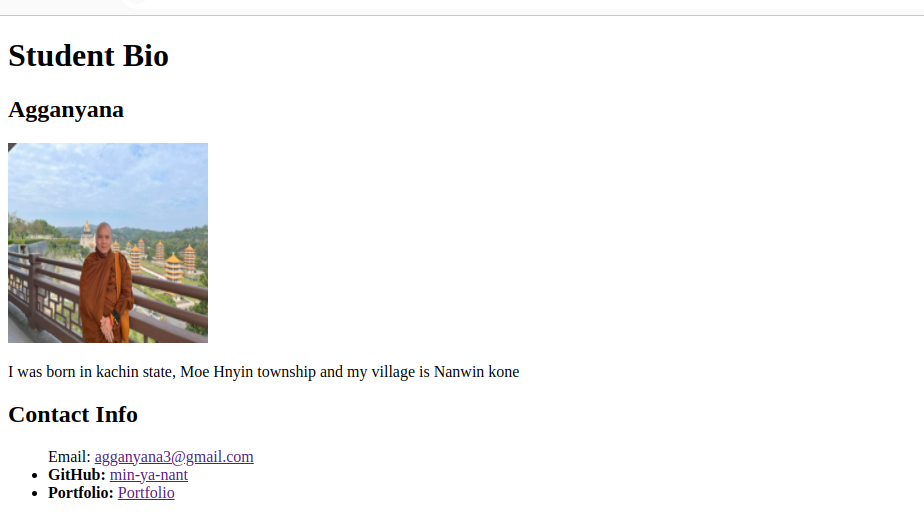 Student Bio
Agganyana
I was born in kachin state, Moe Hnyin township and my village is Nanwin kone
Contact Info
Email: agganyana3@gmail.com
GitHub: min-ya-nant
Portfolio: Portfolio